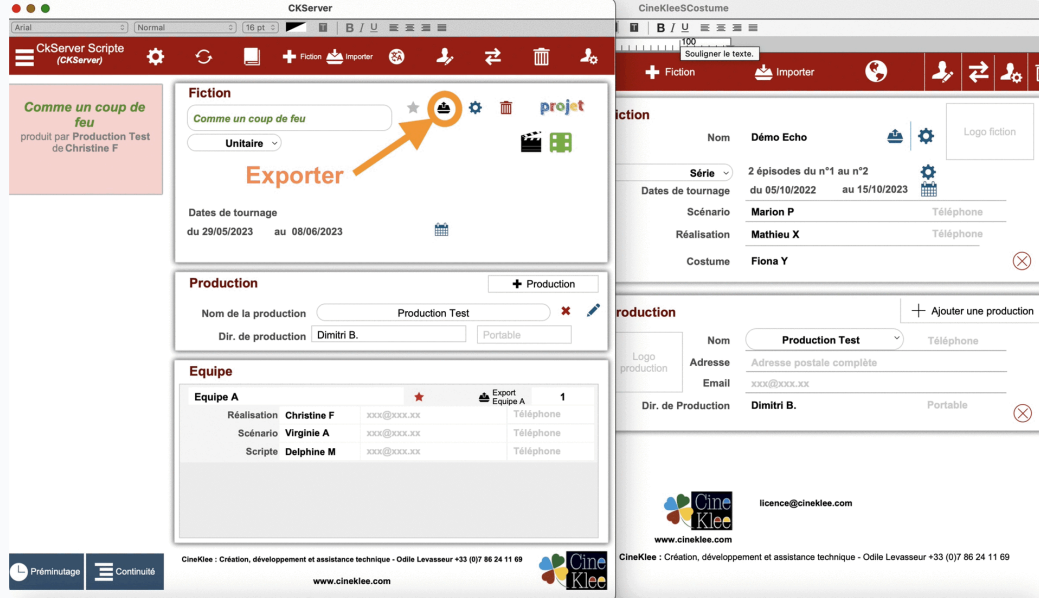 CKServer
Arial
Normal
16 pt
B I U
CkServer Scripte
(CKServer)
Fiction
Importer
Comme un coup de
feu
produit par Production Test
de Christine F
Fiction
Comme un coup de feu
projet
Unitaire
Exporter
Dates de tournage
du 29/05/2023 au 08/06/2023
Production
Production
Nom de la production Production Test
Dir. de production Dimitri B. Portable
Equipe
Equipe A Export
Equipe A 1
Réalisation Christine F xxx@xxx.xx Téléphone
Scénario Virginie A xxx@xxx.xx Téléphone
Scripte Delphine M xxx@xxx.xx Téléphone
Préminutage
Continuité
CineKlee : Création, développement et assistance technique - Odile Levasseur +33 (0)7 86 24 11 69
www.cineklee.com
Cine
Klee
CineKleeSCostume
B I U
100
Souligner le texte.
Fiction
Importer
iction
Nom Démo Echo
Logo fiction
Série 2 épisodes du n°1 au n°2
Dates de tournage du 05/10/2022 au 15/10/2023
Scénario Marion P Téléphone
Réalisation Mathieu X Téléphone
Costume Fiona Y
roduction
Ajouter une production
Logo
production
Nom Production Test Téléphone
Adresse Adresse postale complète
Email xxx@xx.xx
Dir. de Production Dimitri B. Portable
Cine
Klee
licence@cineklee.com
www.cineklee.com
CineKlee : Création, développement et assistance technique - Odile Levasseur +33 (0)7 86 24 11 69